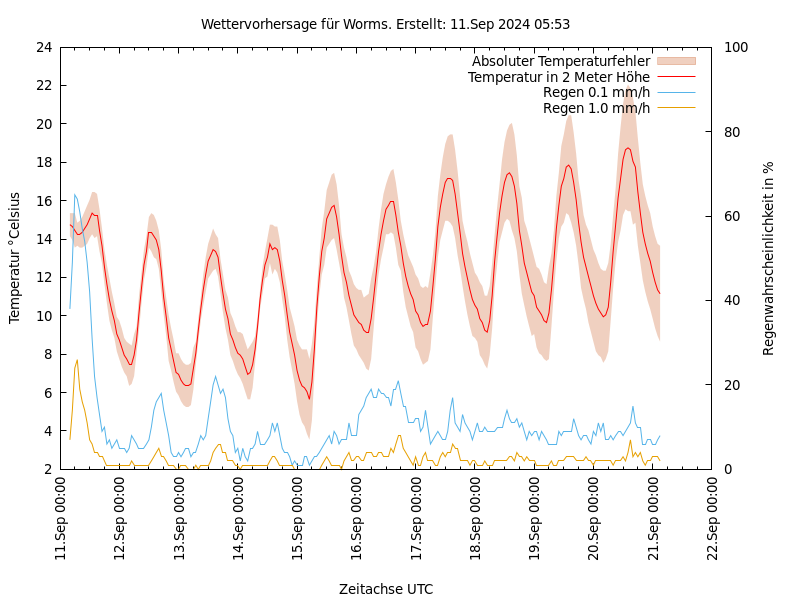 Wettervorhersage für Worms. Erstellt: 11.Sep 2024 05:53
24
22
20
18
16
14
12
10
8
6
4
2
100
80
60
40
20
0
Temperatur °Celsius
Regenwahrscheinlichkeit in %
Absoluter Temperaturfehler
Temperatur in 2 Meter Höhe
Regen 0.1 mm/h
Regen 1.0 mm/h
11.Sep 00:00
12.Sep 00:00
13.Sep 00:00
14.Sep 00:00
15.Sep 00:00
16.Sep 00:00
17.Sep 00:00
18.Sep 00:00
19.Sep 00:00
20.Sep 00:00
21.Sep 00:00
22.Sep 00:00
Zeitachse UTC